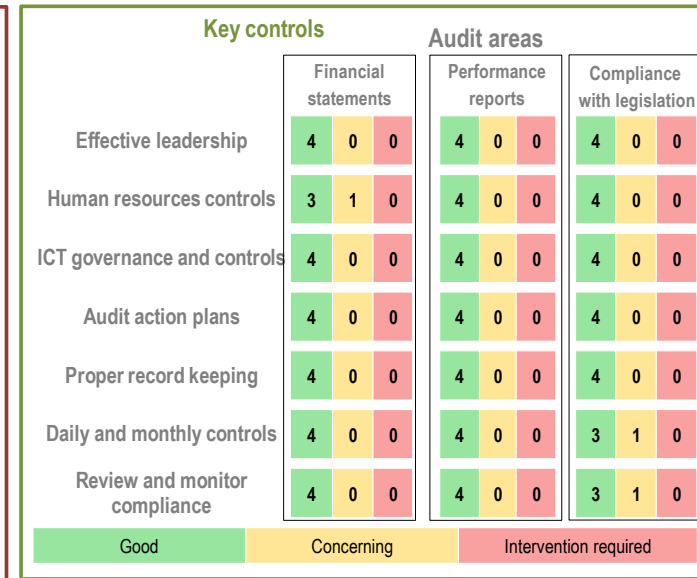 Key controls
Audit areas
Financial statements
Performance reports
Compliance with legislation
Effective leadership 4 0 0 4 0 0 4 0 0
Human resources controls 3 1 0 4 0 0 4 0 0
ICT governance and controls 4 0 0 4 0 0 4 0 0
Audit action plans 4 0 0 4 0 0 4 0 0
Proper record keeping 4 0 0 4 0 0 4 0 0
Daily and monthly controls 4 0 0 4 0 0 3 1 0
Review and monitor compliance 4 0 0 4 0 0 3 1 0
Good Concerning Intervention required